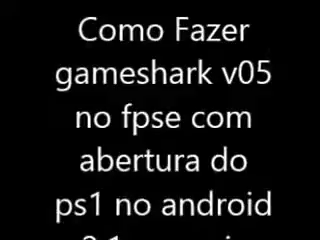 Como Fazer
gameshark v05
no fpse com
abertura do
ps1 no android